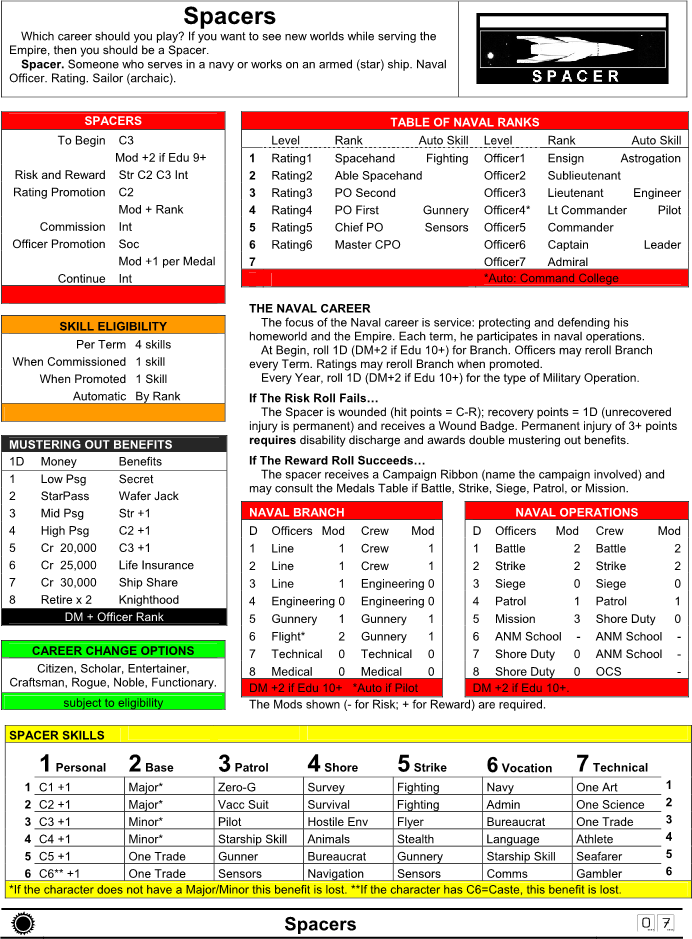 Spacers
Which career should you play? If you want to see new worlds while serving the
Empire, then you should be a Spacer.
Spacer. Someone who serves in a navy or works on an armed (star) ship. Naval
Officer. Rating. Sailor (archaic).
SPACER
SPACERS
To Begin C3
Mod +2 if Edu 9+
Risk and Reward Str C2 C3 Int
Rating Promotion C2
Mod + Rank
Commission Int
Officer Promotion Soc
Mod +1 per Medal
Continue Int
TABLE OF NAVAL RANKS
Level Rank Auto Skill Level Rank Auto Skill
1 Rating1 Spacehand Fighting Officer1 Ensign Astrogation
2 Rating2 Able Spacehand Officer2 Sublieutenant
3 Rating3 PO Second Officer3 Lieutenant Engineer
4 Rating4 PO First Gunnery Officer4* Lt Commander Pilot
5 Rating5 Chief PO Sensors Officer5 Commander
6 Rating6 Master CPO Officer6 Captain Leader
7 Officer7 Admiral
*Auto: Command College
SKILL ELIGIBILITY
Per Term 4 skills
When Commissioned 1 skill
When Promoted 1 Skill
Automatic By Rank
MUSTERING OUT BENEFITS
1D Money Benefits
1 Low Psg Secret
2 StarPass Wafer Jack
3 Mid Psg Str +1
4 High Psg C2 +1
5 Cr 20,000 C3 +1
6 Cr 25,000 Life Insurance
7 Cr 30,000 Ship Share
8 Retire x 2 Knighthood
DM + Officer Rank
CAREER CHANGE OPTIONS
Citizen, Scholar, Entertainer,
Craftsman, Rogue, Noble, Functionary.
subject to eligibility
THE NAVAL CAREER
The focus of the Naval career is service: protecting and defending his
homeworld and the Empire. Each term, he participates in naval operations.
At Begin, roll 1D (DM+2 if Edu 10+) for Branch. Officers may reroll Branch
every Term. Ratings may reroll Branch when promoted.
Every Year, roll 1D (DM+2 if Edu 10+) for the type of Military Operation.
If The Risk Roll Fails…
The Spacer is wounded (hit points = C-R); recovery points = 1D (unrecovered
injury is permanent) and receives a Wound Badge. Permanent injury of 3+ points
requires disability discharge and awards double mustering out benefits.
If The Reward Roll Succeeds…
The spacer receives a Campaign Ribbon (name the campaign involved) and
may consult the Medals Table if Battle, Strike, Siege, Patrol, or Mission.
NAVAL BRANCH
D Officers Mod Crew Mod
1 Line 1 Crew 1
2 Line 1 Crew 1
3 Line 1 Engineering 0
4 Engineering 0 Engineering 0
5 Gunnery 1 Gunnery 1
6 Flight* 2 Gunnery 1
7 Technical 0 Technical 0
8 Medical 0 Medical 0
DM +2 if Edu 10+ *Auto if Pilot
NAVAL OPERATIONS
D Officers Mod Crew Mod
1 Battle 2 Battle 2
2 Strike 2 Strike 2
3 Siege 0 Siege 0
4 Patrol 1 Patrol 1
5 Mission 3 Shore Duty 0
6 ANM School - ANM School -
7 Shore Duty 0 ANM School -
8 Shore Duty 0 OCS -
DM +2 if Edu 10+.
The Mods shown (- for Risk; + for Reward) are required.
SPACER SKILLS
1 Personal 2 Base 3 Patrol 4 Shore 5 Strike 6 Vocation 7 Technical
1 C1 +1 Major* Zero-G Survey Fighting Navy One Art 1
2 C2 +1 Major* Vacc Suit Survival Fighting Admin One Science 2
3 C3 +1 Minor* Pilot Hostile Env Flyer Bureaucrat One Trade 3
4 C4 +1 Minor* Starship Skill Animals Stealth Language Athlete 4
5 C5 +1 One Trade Gunner Bureaucrat Gunnery Starship Skill Seafarer 5
6 C6** +1 One Trade Sensors Navigation Sensors Comms Gambler 6
*If the character does not have a Major/Minor this benefit is lost. **If the character has C6=Caste, this benefit is lost.
Spacers
07